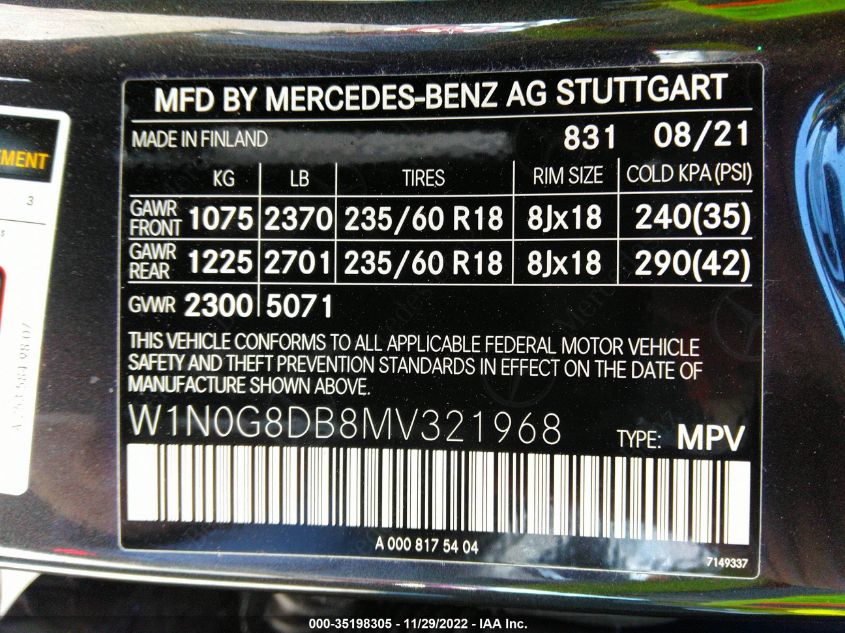 MFD BY MERCEDES-BENZ AG STUTTGART
MADE IN FINLAND 831 08/21
KG LB TIRES RIM SIZE COLD KPA (PSI)
GAWR FRONT 1075 2370 235/60 R18 8Jx18 240(35)
GAWR REAR 1225 2701 235/60 R18 8Jx18 290(42)
GVWR 2300 5071
THIS VEHICLE CONFORMS TO ALL APPLICABLE FEDERAL MOTOR VEHICLE
SAFETY AND THEFT PREVENTION STANDARDS IN EFFECT ON THE DATE OF
MANUFACTURE SHOWN ABOVE.
W1N0G8DB8MV321968 TYPE: MPV
A 000 817 54 04
7149337
3
000-35198305 - 11/29/2022 - IAA Inc.